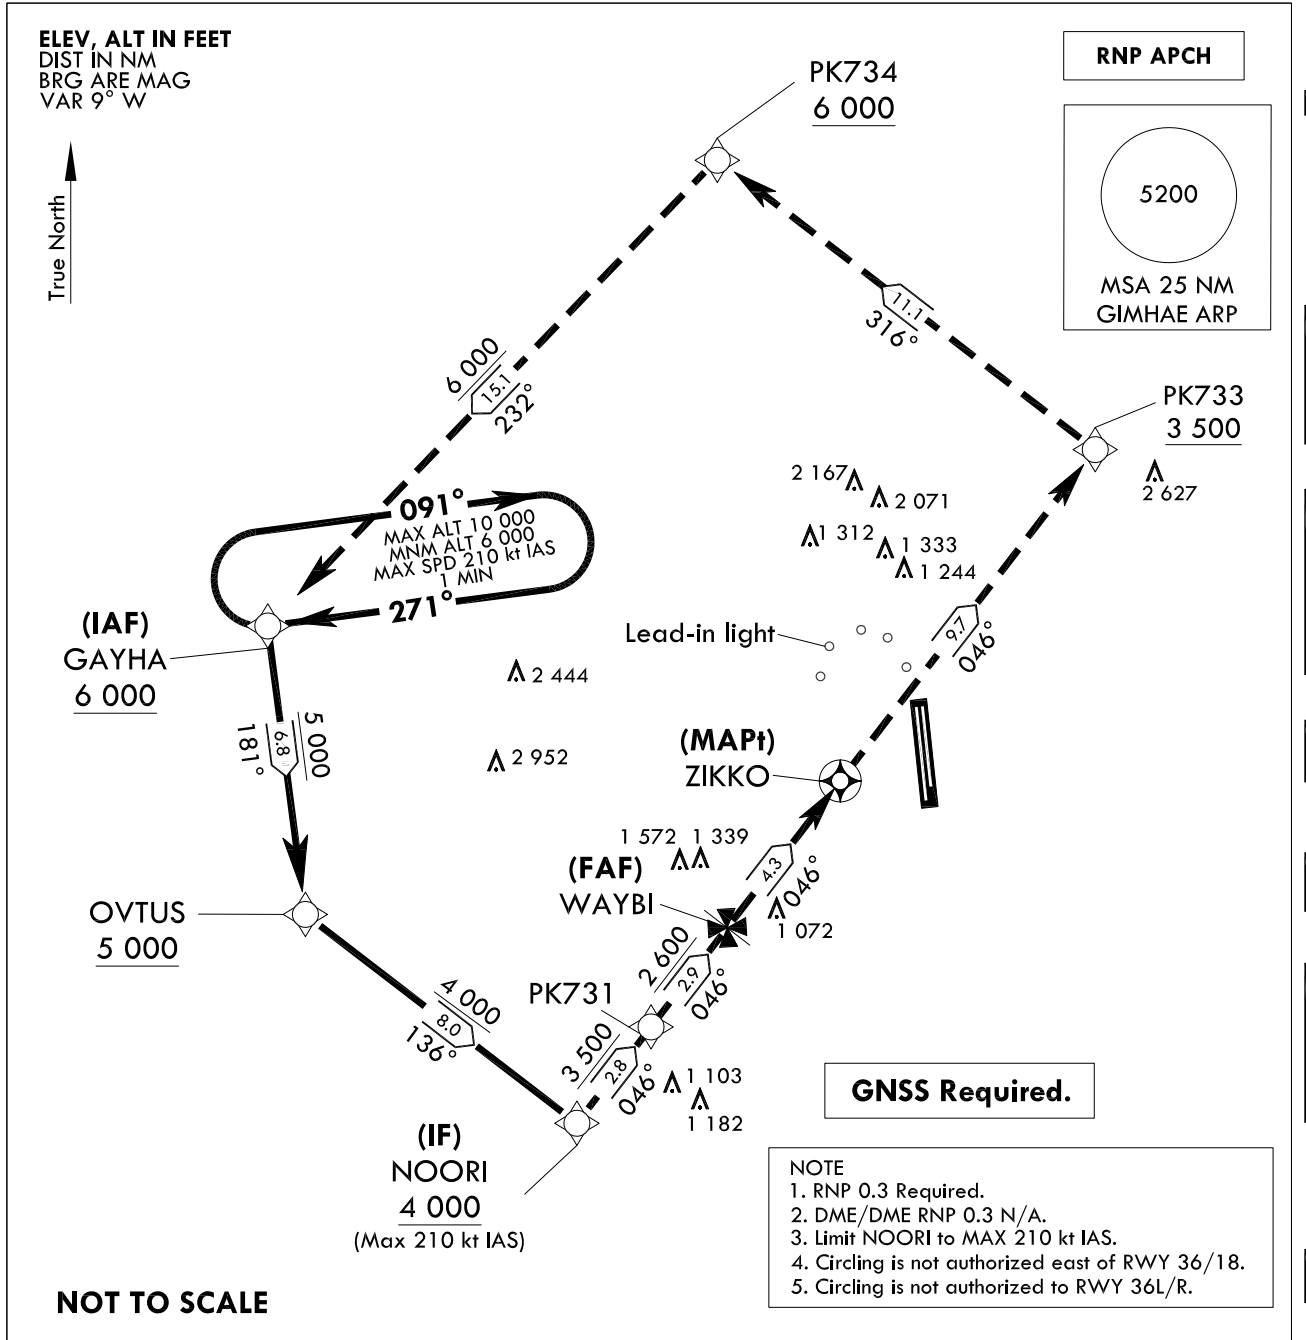 ELEV, ALT IN FEET
DIST IN NM
BRG ARE MAG
VAR 9° W
True North
RNP APCH
5200
MSA 25 NM
GIMHAE ARP
PK734
6 000
11.1
316°
PK733
3 500
6 000
15.1
232°
091°
MAX ALT 10 000
MNM ALT 6 000
MAX SPD 210 kt IAS
1 MIN
271°
2 167
2 071
2 627
1 312
1 333
1 244
(IAF)
GAYHA
6 000
Lead-in light
9.7
046°
2 444
5 000
6.8
181°
2 952
(MAPt)
ZIKKO
1 572
1 339
4.3
046°
(FAF)
WAYBI
1 072
OVTUS
5 000
2 600
2.9
046°
PK731
4 000
8.0
136°
3 500
2.8
046°
1 103
1 182
GNSS Required.
(IF)
NOORI
4 000
(Max 210 kt IAS)
NOTE
1. RNP 0.3 Required.
2. DME/DME RNP 0.3 N/A.
3. Limit NOORI to MAX 210 kt IAS.
4. Circling is not authorized east of RWY 36/18.
5. Circling is not authorized to RWY 36L/R.
NOT TO SCALE